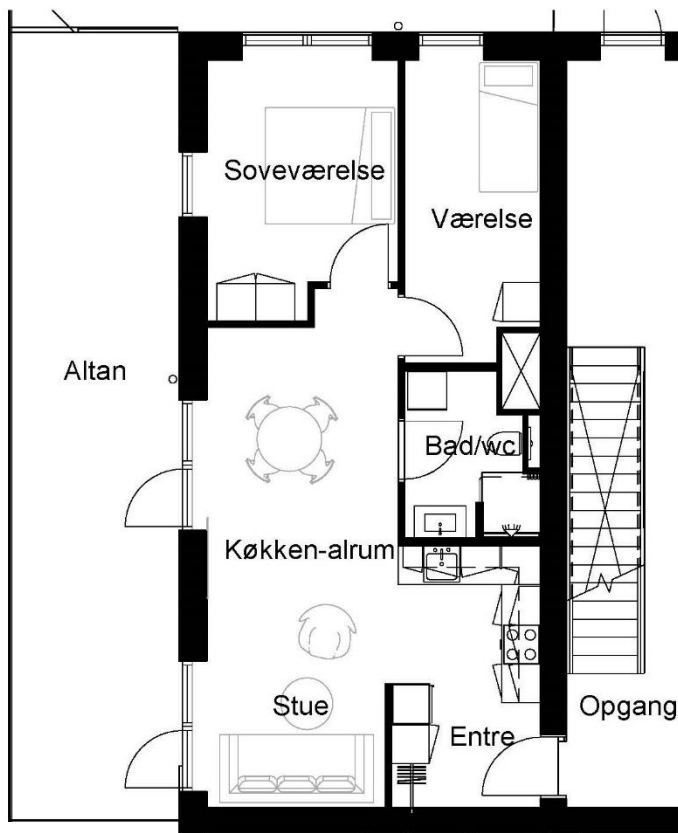 Soveværelse
Værelse
Altan
Bad/wc
Køkken-alrum
Stue
Entre
Opgang